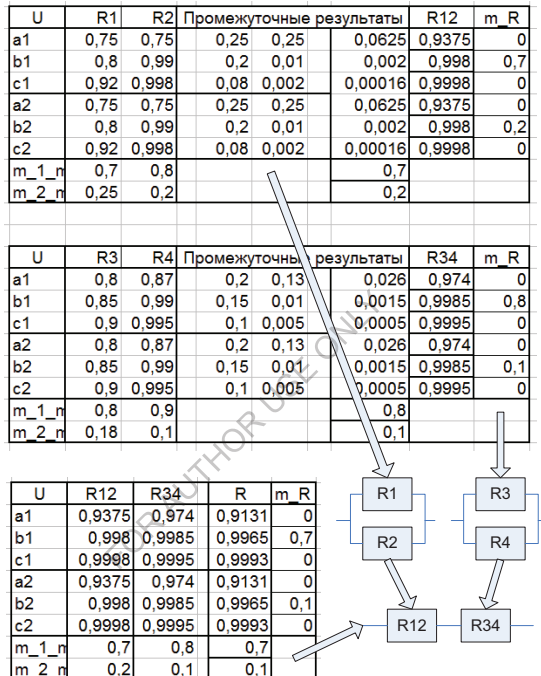 U R1 R2 Промежуточные результаты R12 m_R
a1 0,75 0,75 0,25 0,25 0,0625 0,9375 0
b1 0,8 0,99 0,2 0,01 0,002 0,998 0,7
c1 0,92 0,998 0,08 0,002 0,00016 0,9998 0
a2 0,75 0,75 0,25 0,25 0,0625 0,9375 0
b2 0,8 0,99 0,2 0,01 0,002 0,998 0,2
c2 0,92 0,998 0,08 0,002 0,00016 0,9998 0
m_1_m 0,7 0,8 0,7
m_2_m 0,25 0,2 0,2
U R3 R4 Промежуточные результаты R34 m_R
a1 0,8 0,87 0,2 0,13 0,026 0,974 0
b1 0,85 0,99 0,15 0,01 0,0015 0,9985 0,8
c1 0,9 0,995 0,1 0,005 0,0005 0,9995 0
a2 0,8 0,87 0,2 0,13 0,026 0,974 0
b2 0,85 0,99 0,15 0,01 0,0015 0,9985 0,1
c2 0,9 0,995 0,1 0,005 0,0005 0,9995 0
m_1_m 0,8 0,9 0,8
m_2_m 0,18 0,1 0,1
U R12 R34 R m_R
a1 0,9375 0,974 0,9131 0
b1 0,998 0,9985 0,9965 0,7
c1 0,9998 0,9995 0,9993 0
a2 0,9375 0,974 0,9131 0
b2 0,998 0,9985 0,9965 0,1
c2 0,9998 0,9995 0,9993 0
m_1_m 0,7 0,8 0,7
m_2_m 0,2 0,1 0,1
R1 R3
R2 R4
R12 R34
FOR AUTHOR USE ONLY